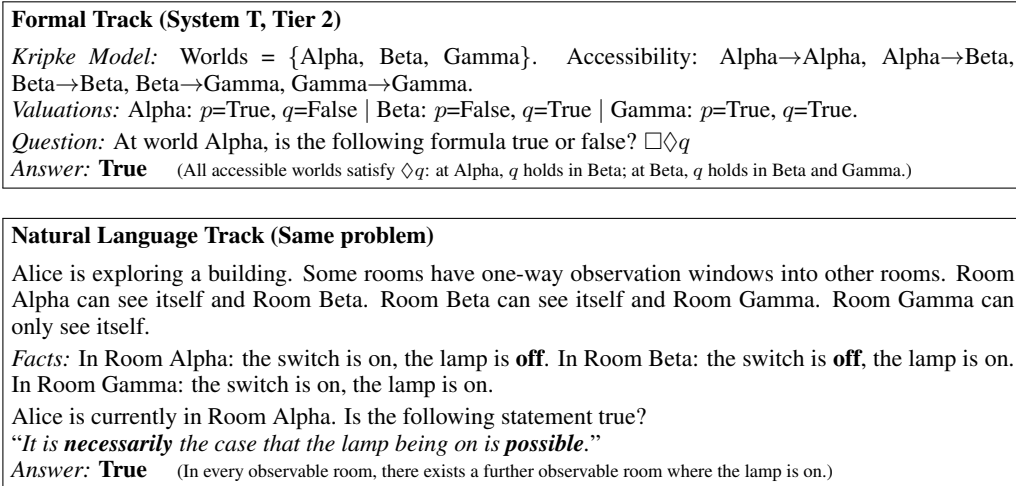 Formal Track (System T, Tier 2)
Kripke Model: Worlds = {Alpha, Beta, Gamma}. Accessibility: Alpha→Alpha, Alpha→Beta,
Beta→Beta, Beta→Gamma, Gamma→Gamma.
Valuations: Alpha: p=True, q=False | Beta: p=False, q=True | Gamma: p=True, q=True.
Question: At world Alpha, is the following formula true or false? □◇q
Answer: True (All accessible worlds satisfy ◇q: at Alpha, q holds in Beta; at Beta, q holds in Beta and Gamma.)
Natural Language Track (Same problem)
Alice is exploring a building. Some rooms have one-way observation windows into other rooms. Room
Alpha can see itself and Room Beta. Room Beta can see itself and Room Gamma. Room Gamma can
only see itself.
Facts: In Room Alpha: the switch is on, the lamp is off. In Room Beta: the switch is off, the lamp is on.
In Room Gamma: the switch is on, the lamp is on.
Alice is currently in Room Alpha. Is the following statement true?
“It is necessarily the case that the lamp being on is possible.”
Answer: True (In every observable room, there exists a further observable room where the lamp is on.)